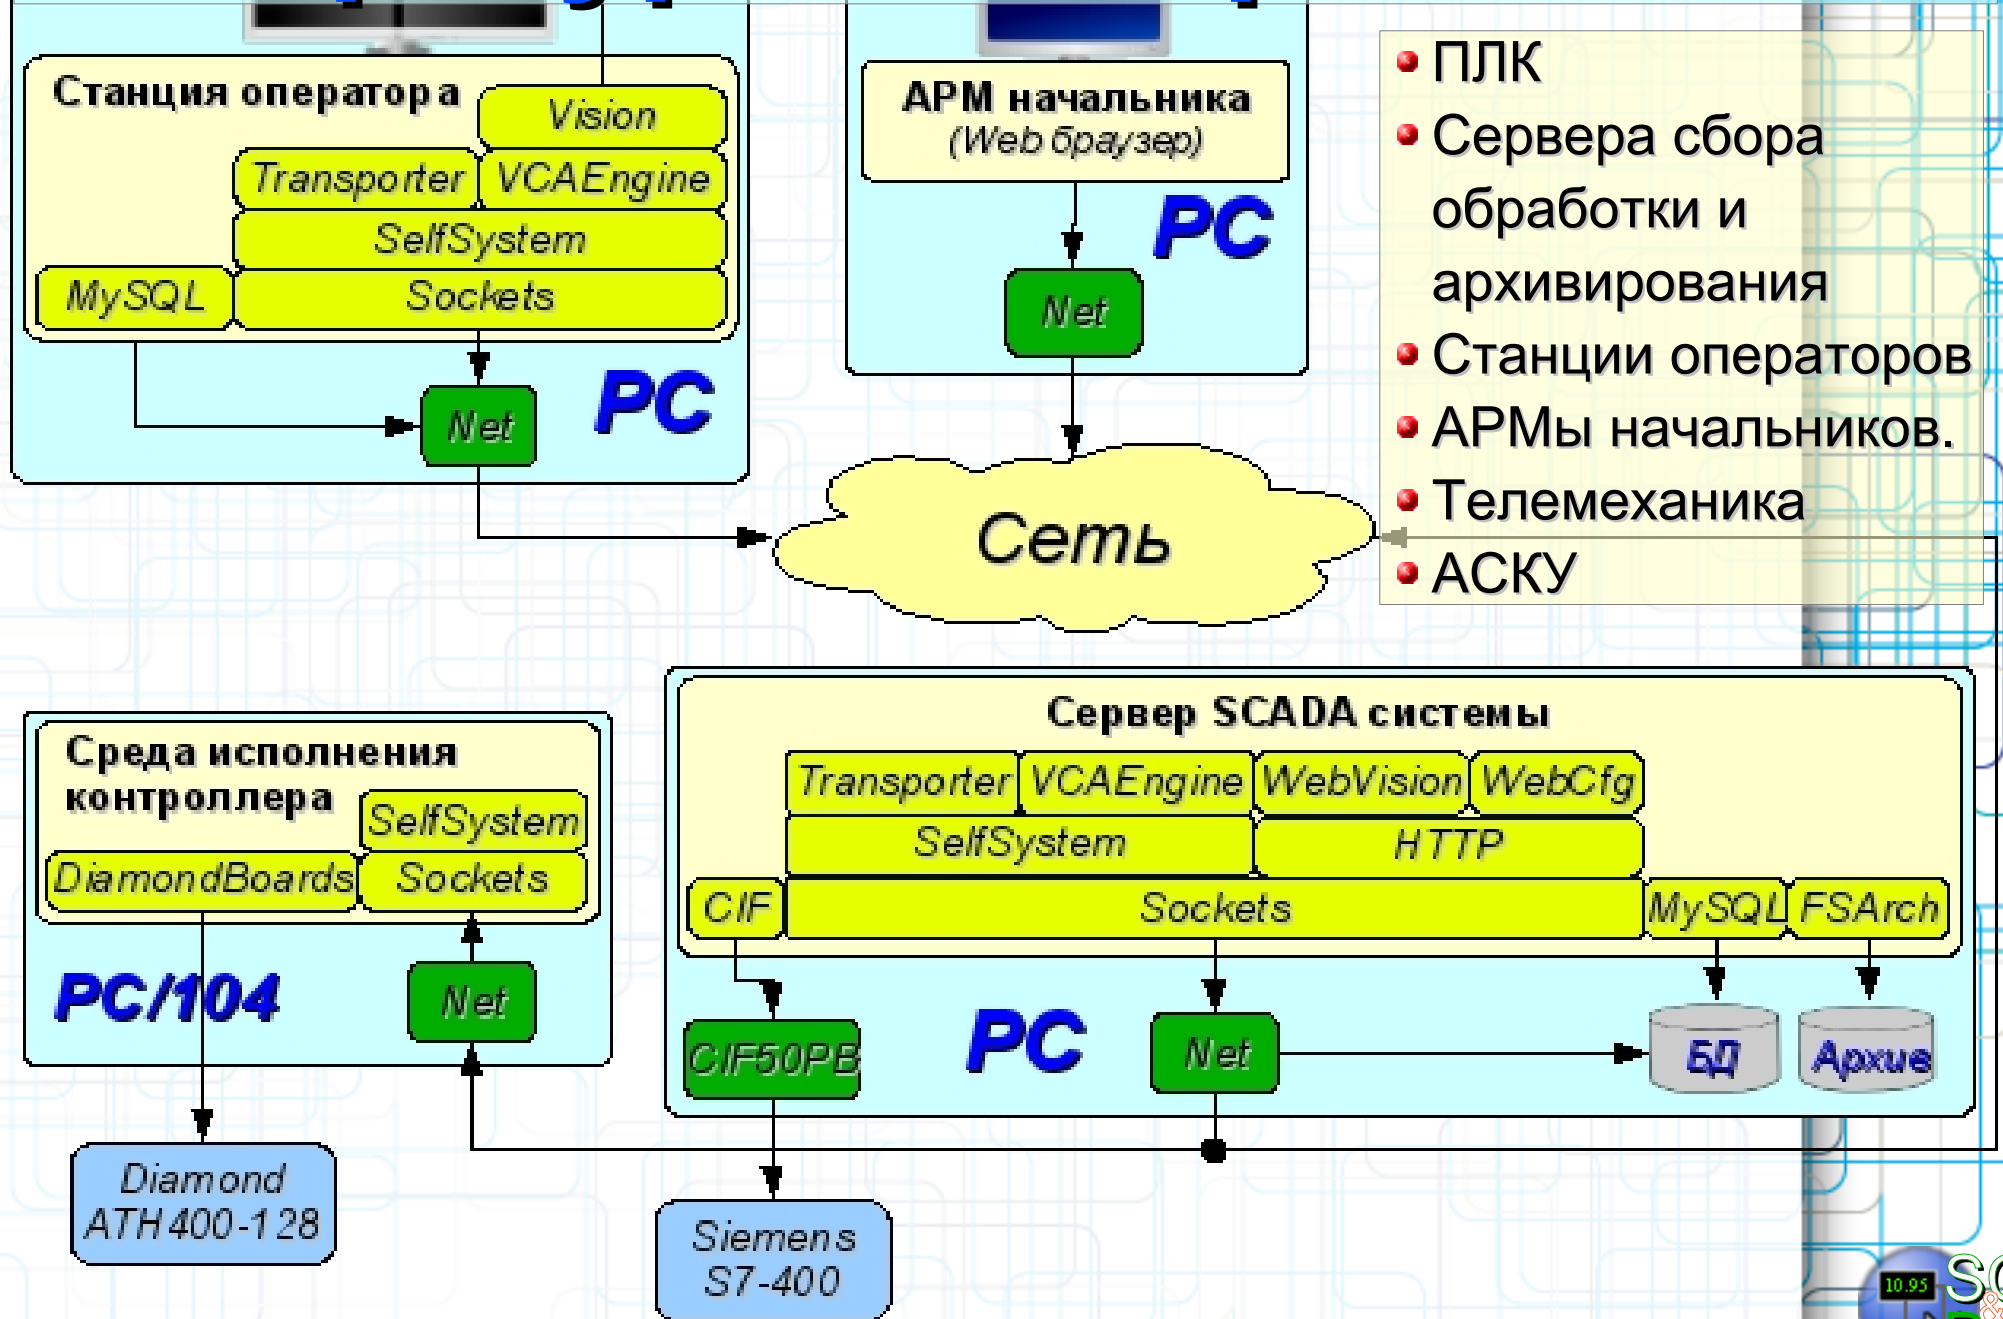 Станция оператора
Vision
Transporter
VCAEngine
SelfSystem
MySQL
Sockets
Net
PC
АРМ начальника
(Web браузер)
PC
Net
ПЛК
Сервера сбора
обработки и
архивирования
Станции операторов
АРМы начальников.
Телемеханика
АСКУ
Сеть
Среда исполнения
контроллера
SelfSystem
DiamondBoards
Sockets
PC/104
Net
Diamond
ATH400-128
Сервер SCADA системы
Transporter
VCAEngine
WebVision
WebCfg
SelfSystem
HTTP
CIF
Sockets
MySQL
FSArch
CIF50PB
PC
Net
БД
Архив
Siemens
S7-400
10.95